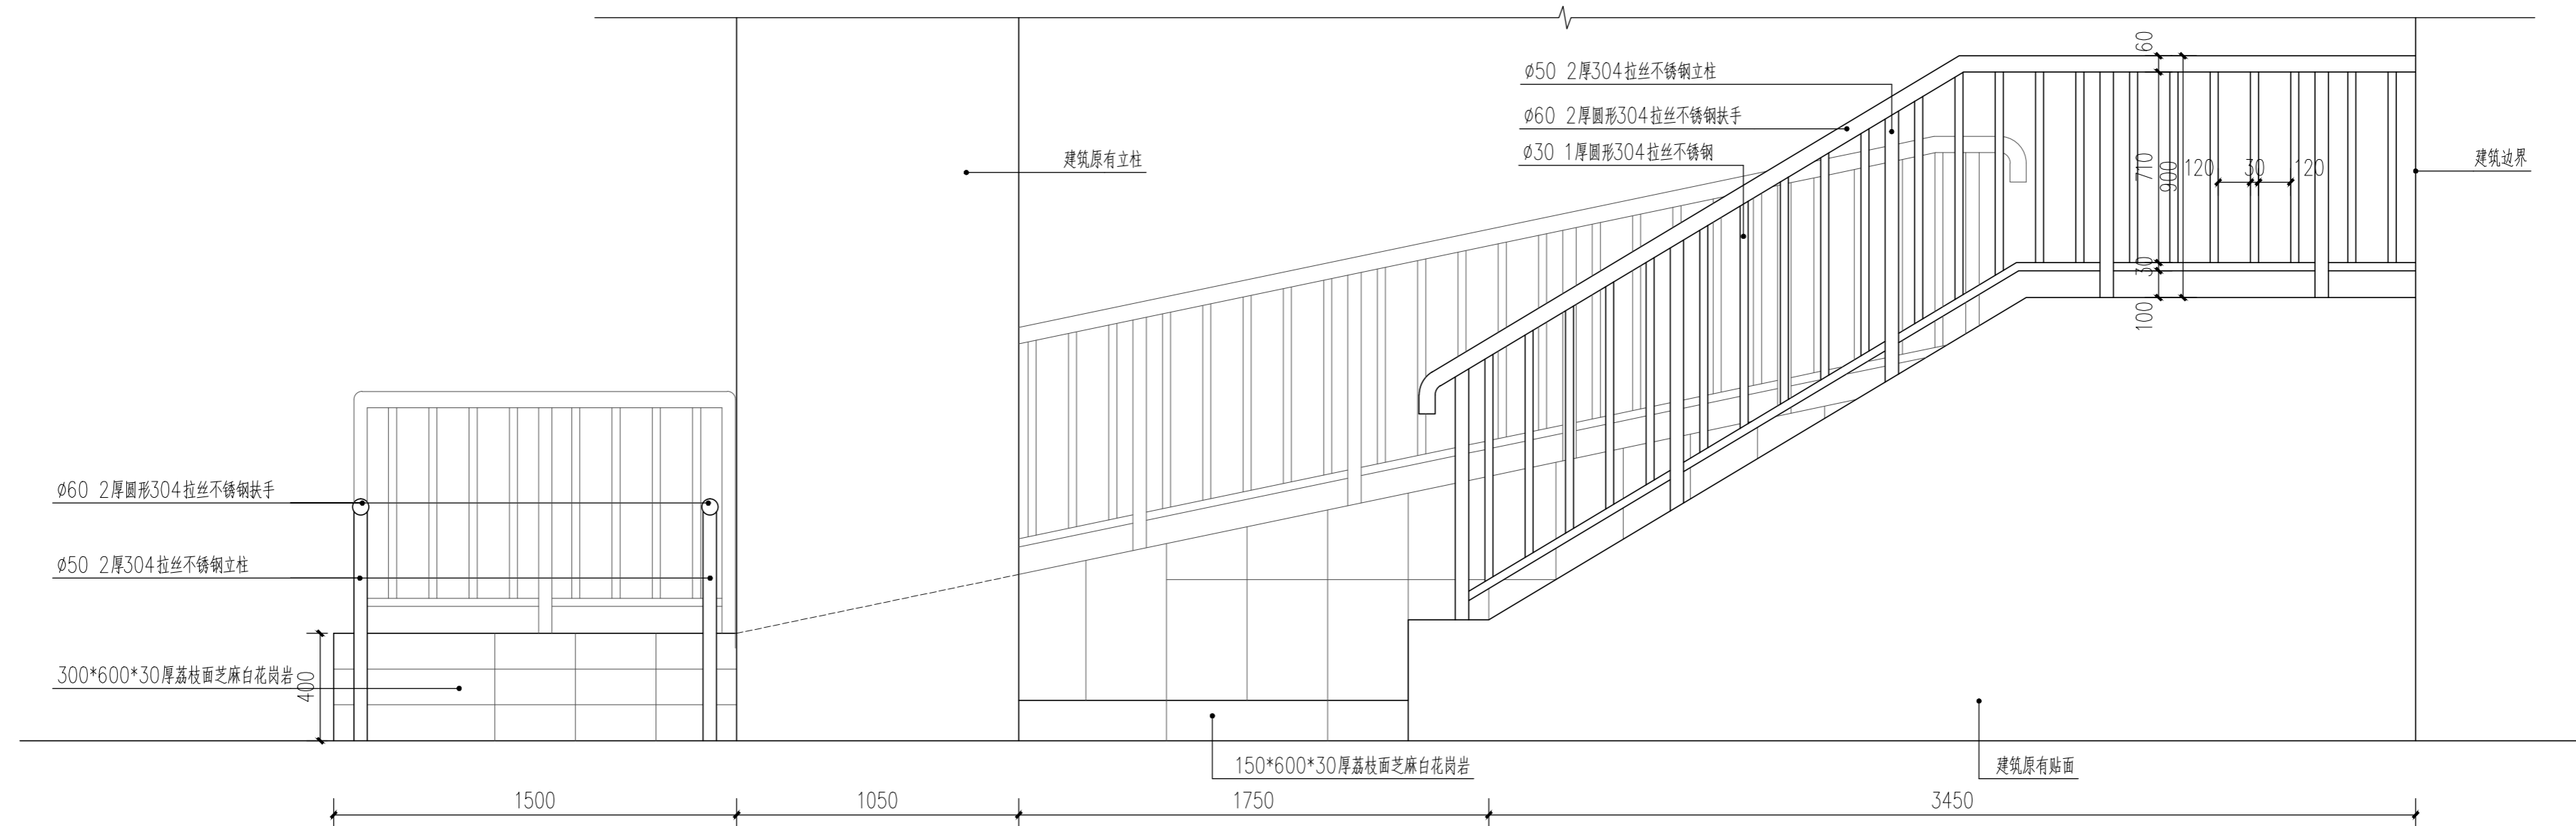 60
ø50 2厚304拉丝不锈钢立柱
ø60 2厚圆形304拉丝不锈钢扶手
ø30 1厚圆形304拉丝不锈钢
建筑原有立柱
建筑边界
710
900
120
30
120
30
100
ø60 2厚圆形304拉丝不锈钢扶手
ø50 2厚304拉丝不锈钢立柱
300*600*30厚荔枝面芝麻白花岗岩
400
150*600*30厚荔枝面芝麻白花岗岩
建筑原有贴面
1500
1050
1750
3450